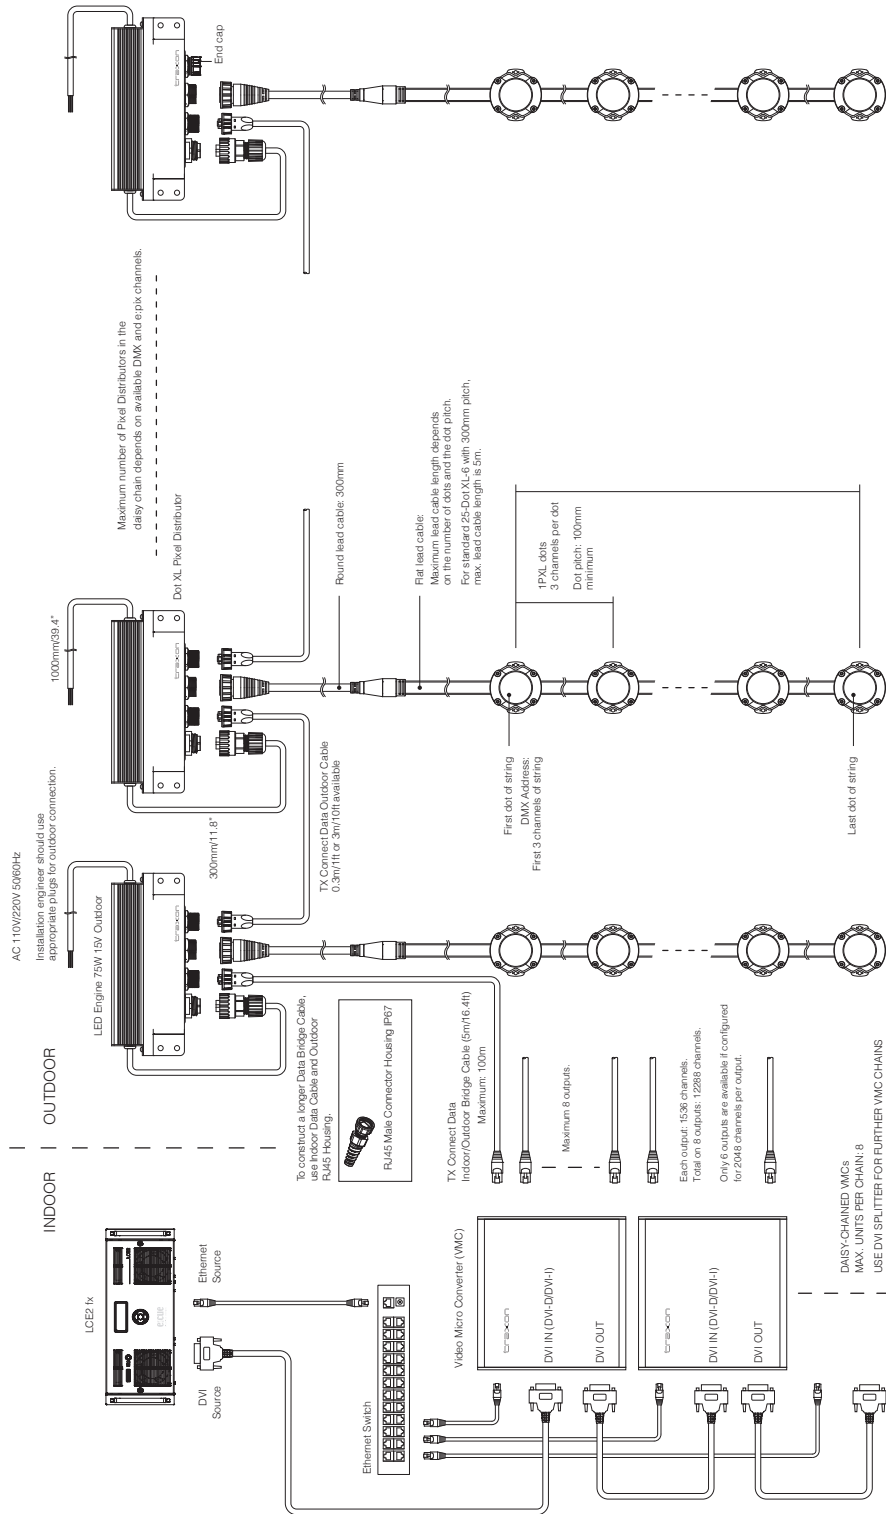 INDOOR
OUTDOOR
LCE2 fx
e:cue
DVI
Source
Ethernet
Source
Ethernet Switch
Video Micro Converter (VMC)
traxon
DVI IN (DVI-D/DVI-I)
DVI OUT
traxon
DVI IN (DVI-D/DVI-I)
DVI OUT
DAISY-CHAINED VMCs
MAX. UNITS PER CHAIN: 8
USE DVI SPLITTER FOR FURTHER VMC CHAINS
AC 110V/220V 50/60Hz
Installation engineer should use
appropriate plugs for outdoor connection.
LED Engine 75W 15V Outdoor
traxon
To construct a longer Data Bridge Cable,
use Indoor Data Cable and Outdoor
RJ45 Housing.
RJ45 Male Connector Housing IP67
TX Connect Data
Indoor/Outdoor Bridge Cable (5m/16.4ft)
Maximum: 100m
Maximum 8 outputs.
Each output: 1536 channels.
Total on 8 outputs: 12288 channels.
Only 6 outputs are available if configured
for 2048 channels per output.
1000mm/39.4"
Dot XL Pixel Distributor
traxon
300mm/11.8"
TX Connect Data Outdoor Cable
0.3m/1ft or 3m/10ft available
Round lead cable: 300mm
Flat lead cable:
Maximum lead cable length depends
on the number of dots and the dot pitch.
For standard 25-Dot XL-6 with 300mm pitch,
max. lead cable length is 5m.
First dot of string
DMX Address:
First 3 channels of string
1PXL dots
3 channels per dot
Dot pitch: 100mm
minimum
Last dot of string
Maximum number of Pixel Distributors in the
daisy chain depends on available DMX and e:pix channels.
traxon
End cap